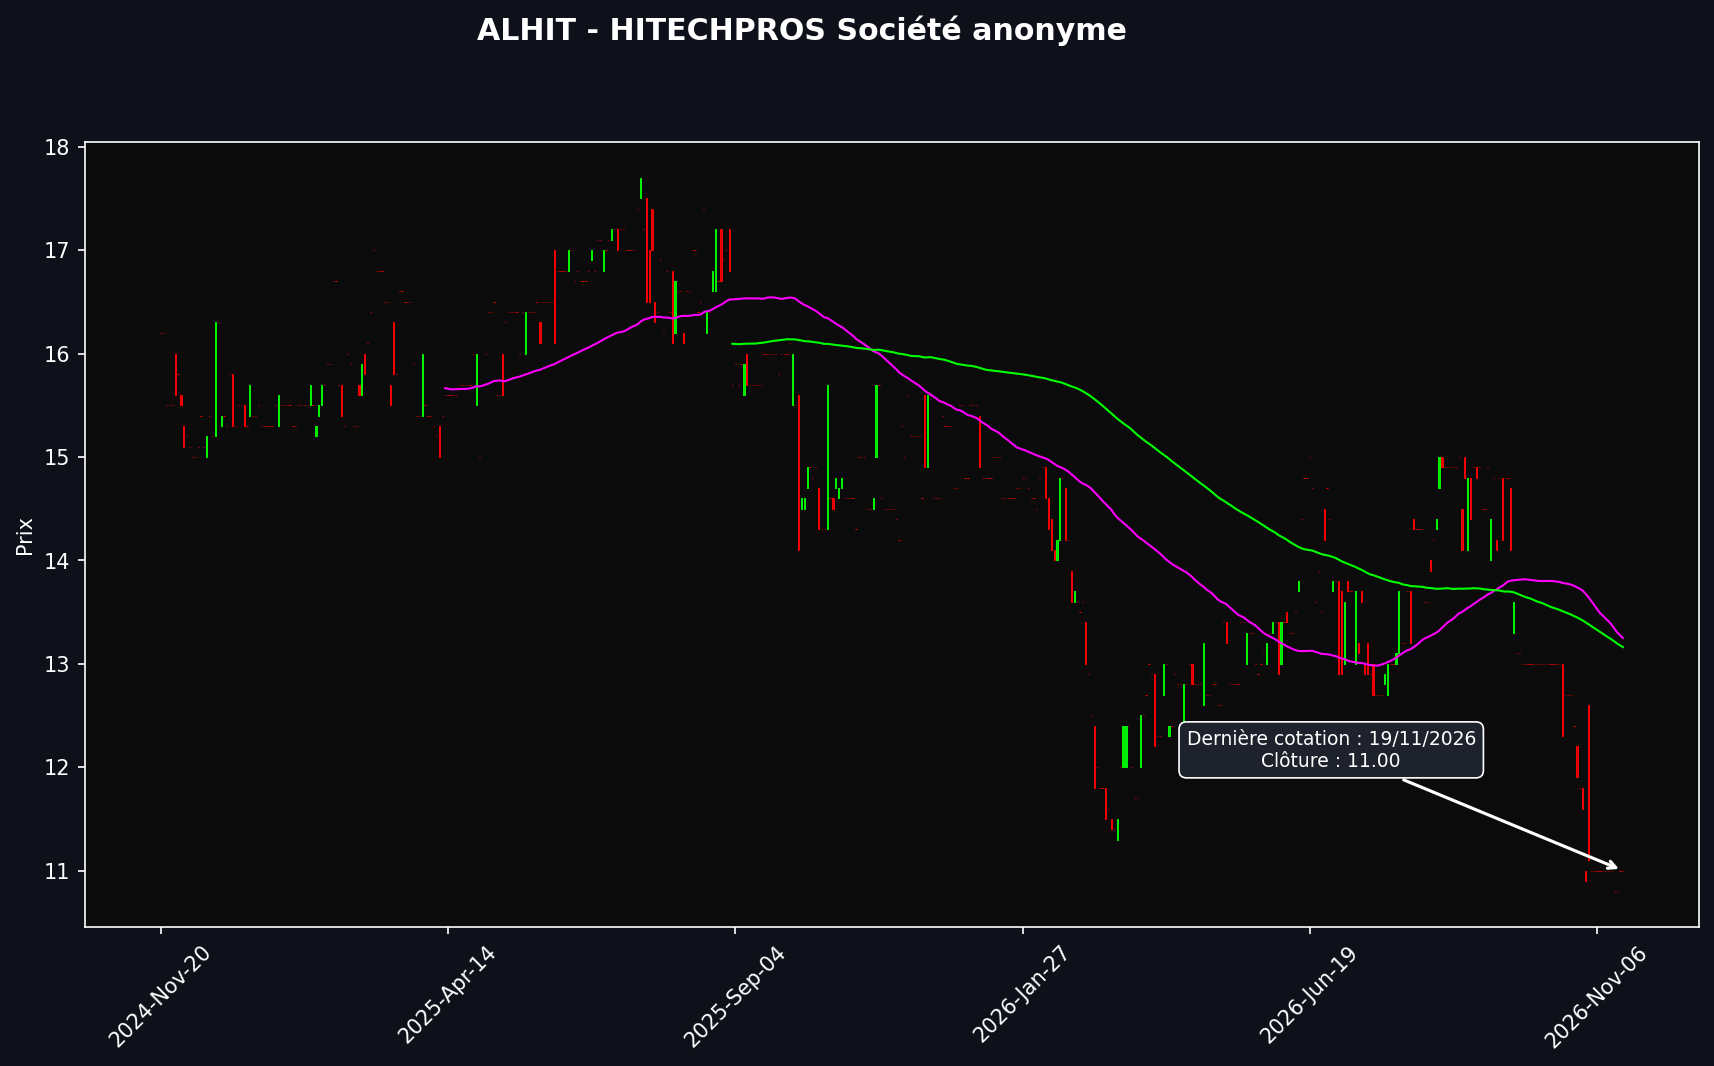 ALHIT - HITECHPROS Société anonyme
18
17
16
15
14
13
12
11
Prix
Dernière cotation : 19/11/2026
Clôture : 11.00
2024-Nov-20
2025-Apr-14
2025-Sep-04
2026-Jan-27
2026-Jun-19
2026-Nov-06